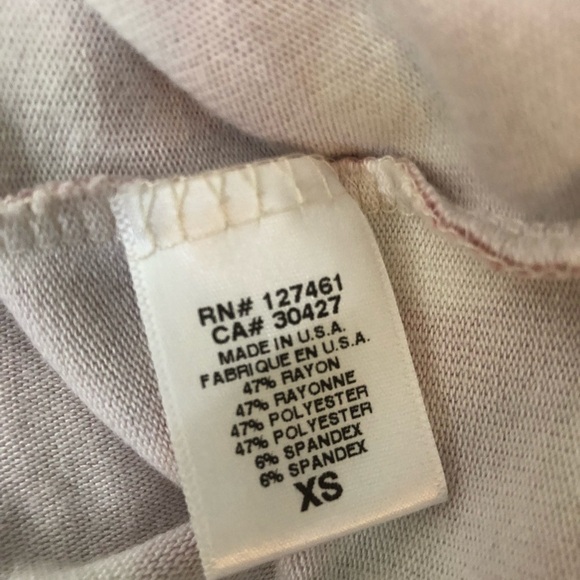 RN# 127461
CA# 30427
MADE IN U.S.A.
FABRIQUE EN U.S.A.
47% RAYON
47% RAYONNE
47% POLYESTER
47% POLYESTER
6% SPANDEX
6% SPANDEX
XS